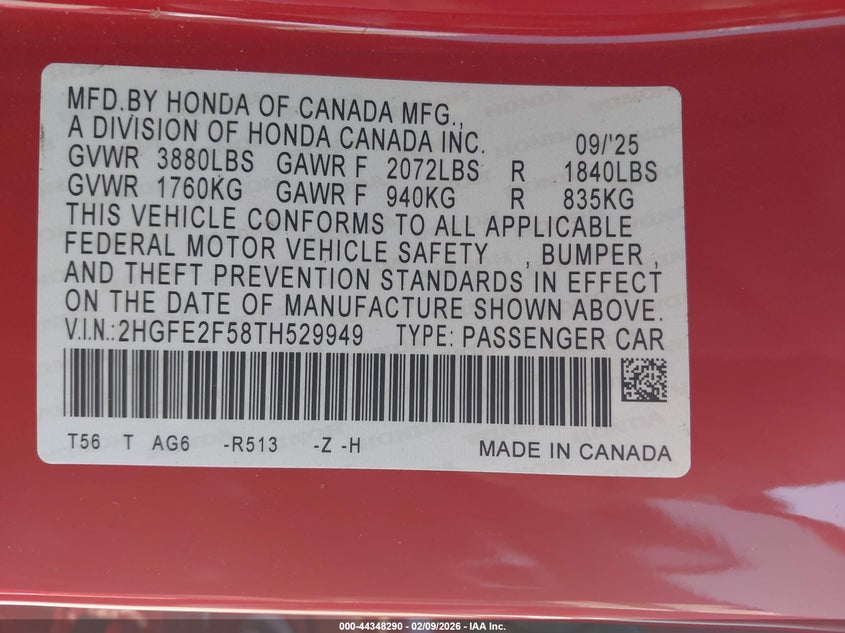 MFD.BY HONDA OF CANADA MFG.,
A DIVISION OF HONDA CANADA INC. 09/'25
GVWR 3880LBS GAWR F 2072LBS R 1840LBS
GVWR 1760KG GAWR F 940KG R 835KG
THIS VEHICLE CONFORMS TO ALL APPLICABLE
FEDERAL MOTOR VEHICLE SAFETY , BUMPER ,
AND THEFT PREVENTION STANDARDS IN EFFECT
ON THE DATE OF MANUFACTURE SHOWN ABOVE.
V.I.N.:2HGFE2F58TH529949 TYPE: PASSENGER CAR
T56 T AG6 -R513 -Z -H MADE IN CANADA
000-44348290 - 02/09/2026 - IAA Inc.